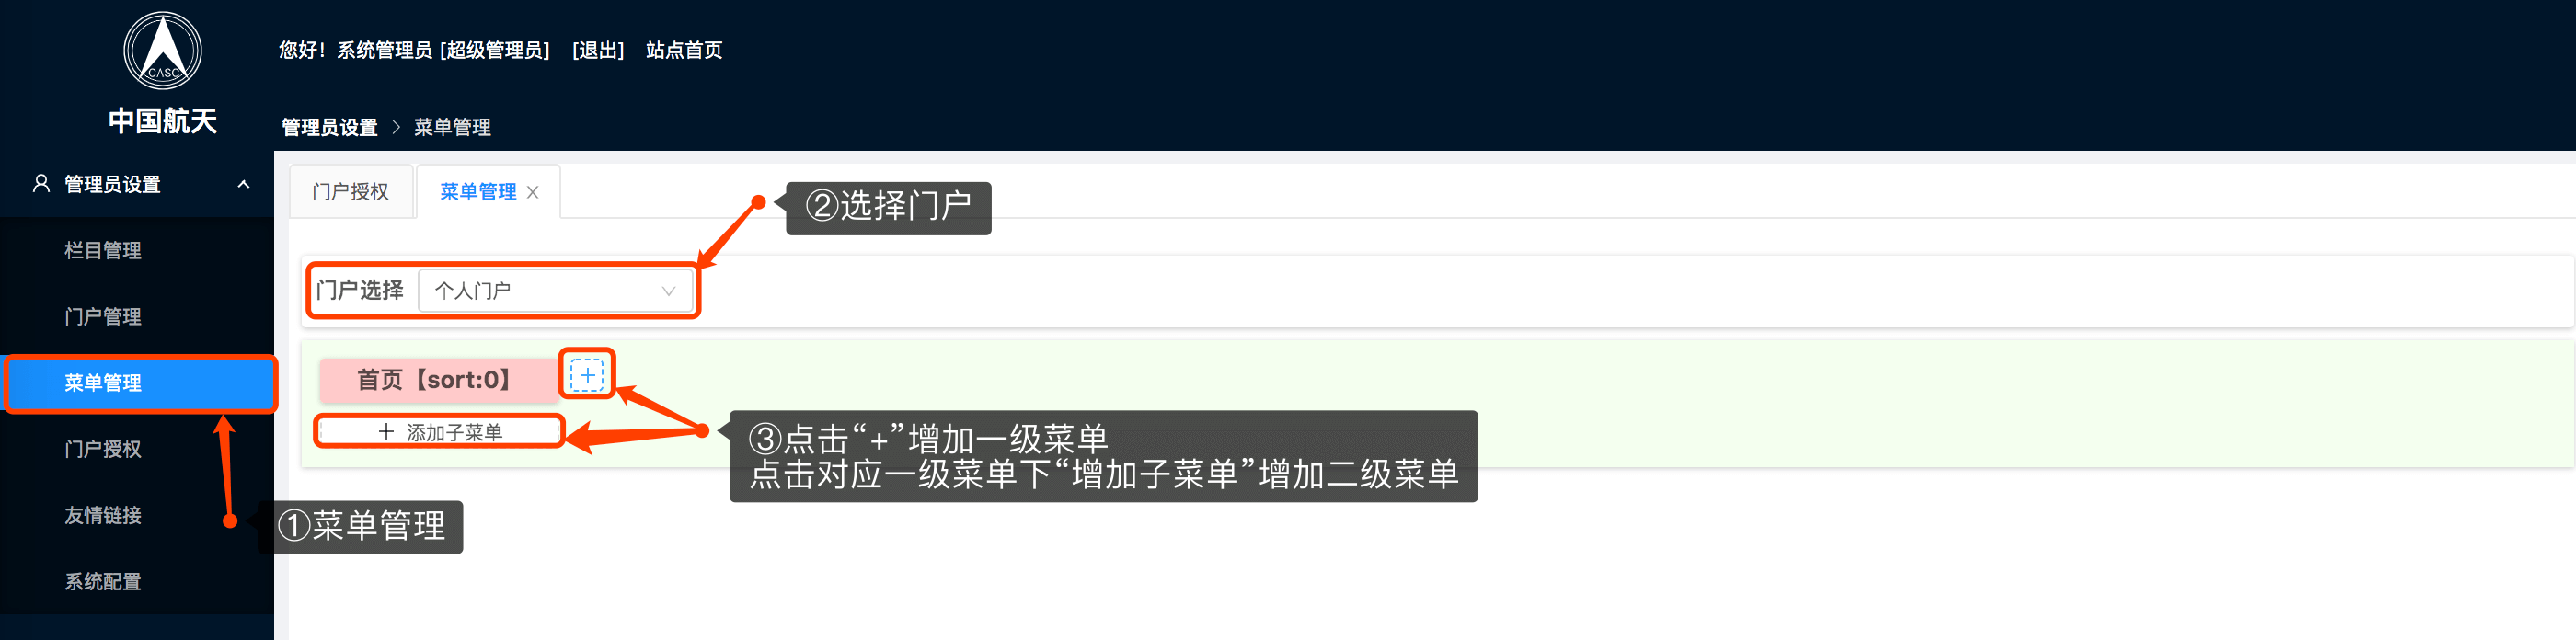 CASC
中国航天
您好！系统管理员 [超级管理员] [退出] 站点首页
管理员设置 > 菜单管理
管理员设置
栏目管理
门户管理
菜单管理
门户授权
友情链接
系统配置
门户授权 菜单管理 ×
②选择门户
门户选择 个人门户
首页【sort:0】 +
+ 添加子菜单
③点击“+”增加一级菜单
点击对应一级菜单下“增加子菜单”增加二级菜单
①菜单管理